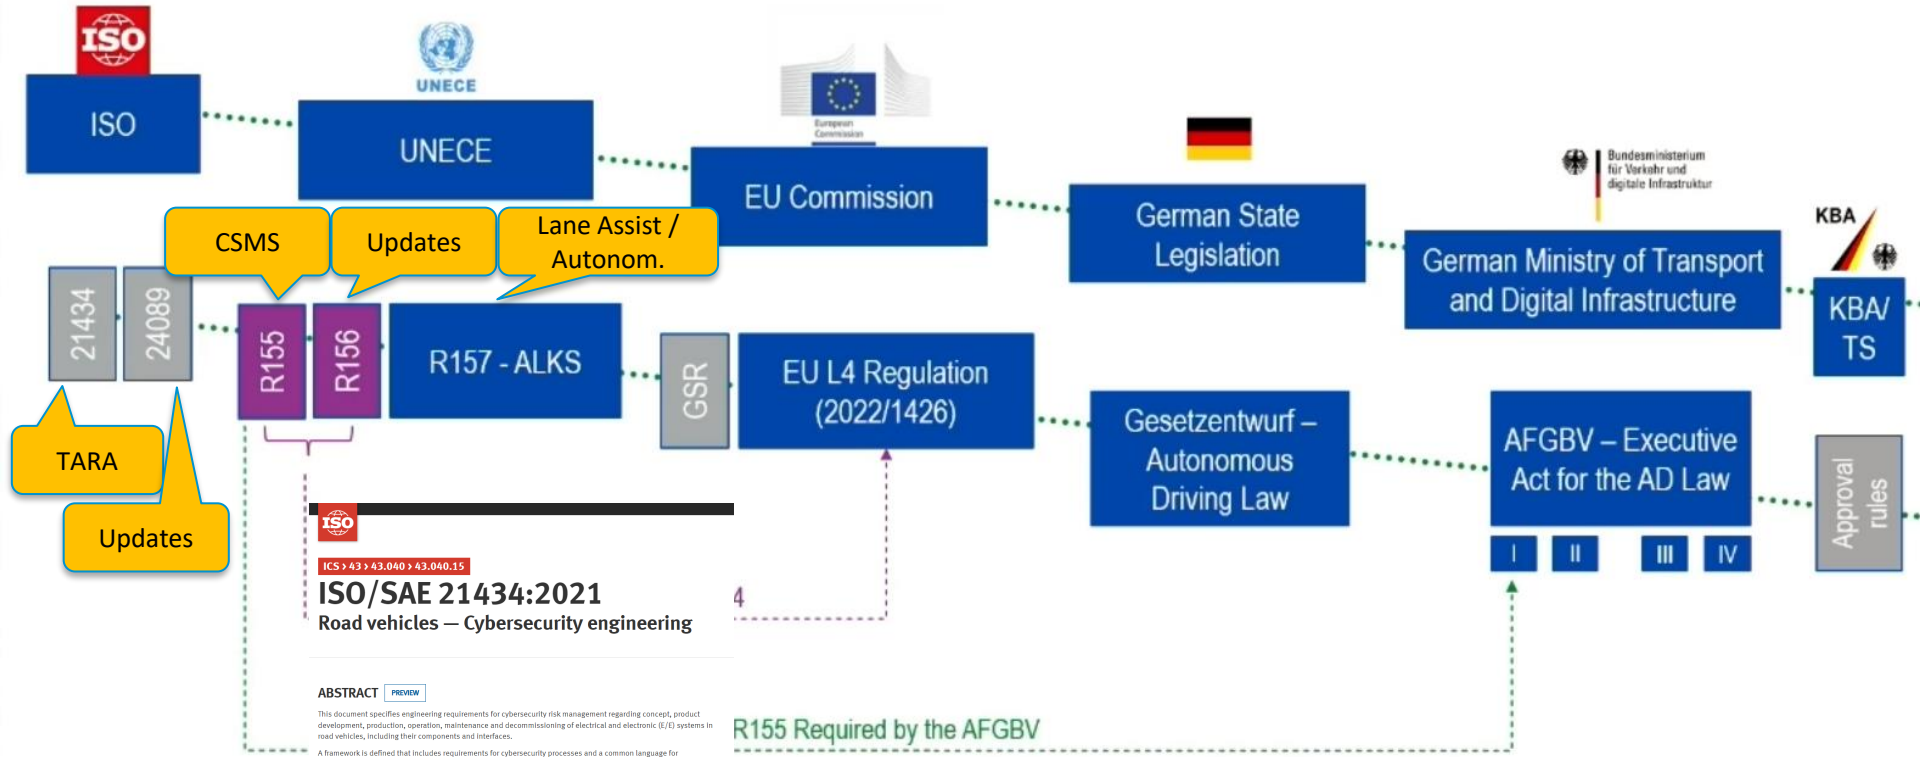 ISO
ISO
UNECE
UNECE
European
Commission
EU Commission
German State
Legislation
Bundesministerium
für Verkehr und
digitale Infrastruktur
German Ministry of Transport
and Digital Infrastructure
KBA
KBA/
TS
CSMS
Updates
Lane Assist /
Autonom.
21434
24089
R155
R156
R157 - ALKS
GSR
EU L4 Regulation
(2022/1426)
Gesetzentwurf –
Autonomous
Driving Law
AFGBV – Executive
Act for the AD Law
I
II
III
IV
Approval
rules
TARA
Updates
ISO
ICS > 43 > 43.040 > 43.040.15
ISO/SAE 21434:2021
Road vehicles — Cybersecurity engineering
4
ABSTRACT PREVIEW
This document specifies engineering requirements for cybersecurity risk management regarding concept, product
development, production, operation, maintenance and decommissioning of electrical and electronic (E/E) systems in
road vehicles, including their components and interfaces.
A framework is defined that includes requirements for cybersecurity processes and a common language for
R155 Required by the AFGBV